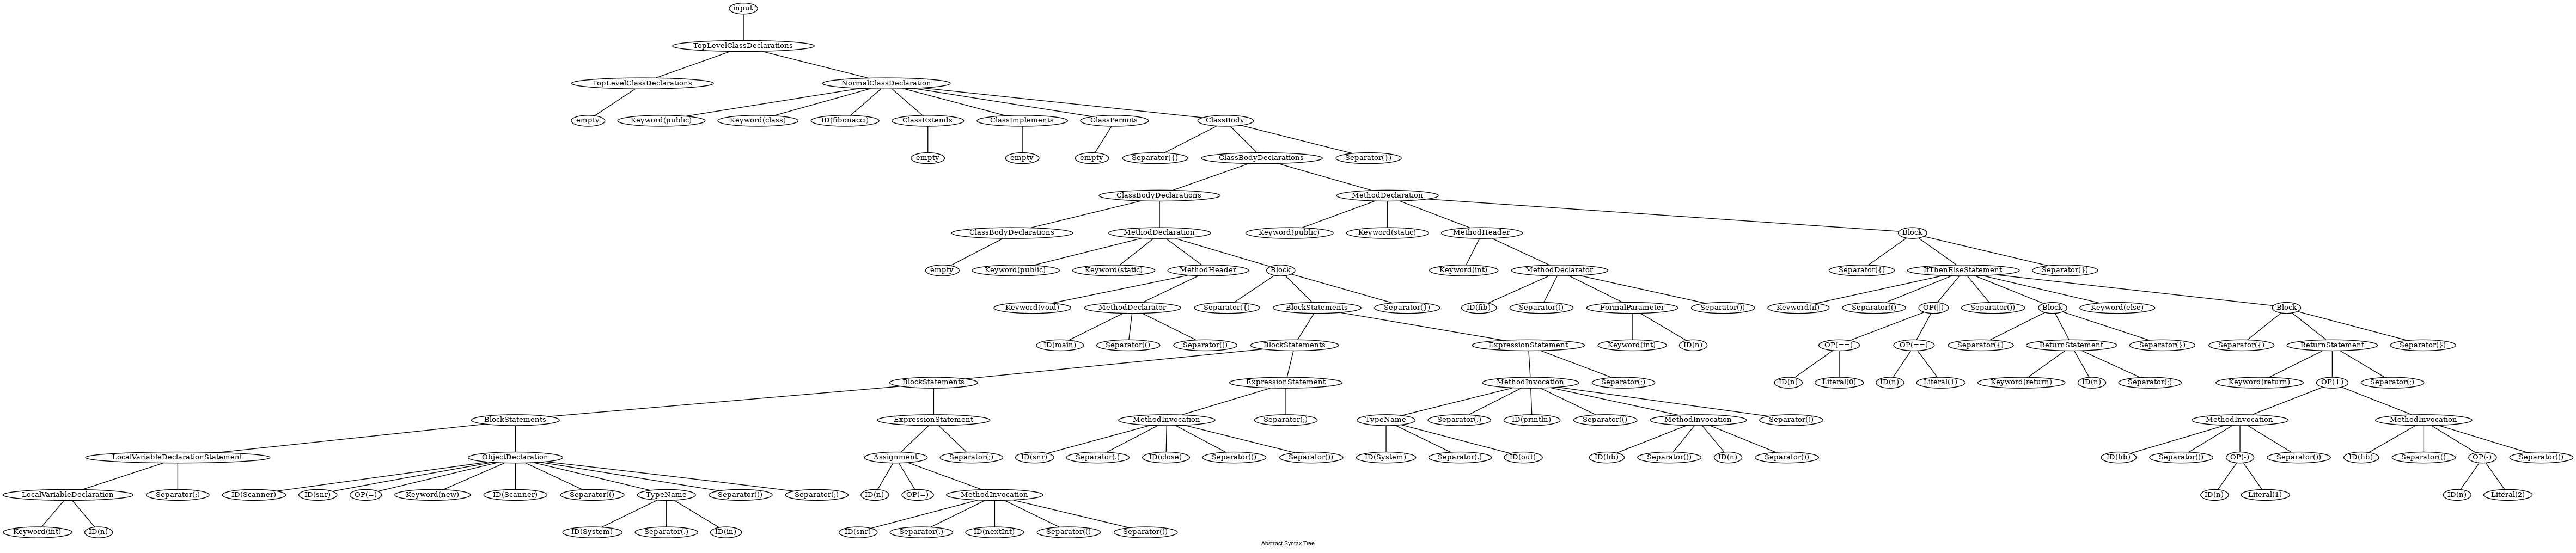 input
TopLevelClassDeclarations
TopLevelClassDeclarations NormalClassDeclaration
empty Keyword(public) Keyword(class) ID(fibonacci) ClassExtends ClassImplements ClassPermits ClassBody
empty empty empty Separator({) ClassBodyDeclarations Separator(})
ClassBodyDeclarations MethodDeclaration
ClassBodyDeclarations MethodDeclaration Keyword(public) Keyword(static) MethodHeader Block
empty Keyword(public) Keyword(static) MethodHeader Block Keyword(int) MethodDeclarator Separator({) IfThenElseStatement Separator(})
Keyword(void) MethodDeclarator Separator({) BlockStatements Separator(}) ID(fib) Separator(() FormalParameter Separator()) Keyword(if) Separator(() OP(||) Separator()) Block Keyword(else) Block
ID(main) Separator(() Separator()) BlockStatements ExpressionStatement Keyword(int) ID(n) OP(==) OP(==) Separator({) ReturnStatement Separator(}) Separator({) ReturnStatement Separator(})
BlockStatements ExpressionStatement MethodInvocation Separator(;) ID(n) Literal(0) ID(n) Literal(1) Keyword(return) ID(n) Separator(;) Keyword(return) OP(+) Separator(;)
BlockStatements ExpressionStatement MethodInvocation Separator(;) TypeName Separator(.) ID(println) Separator(() MethodInvocation Separator()) MethodInvocation MethodInvocation
LocalVariableDeclarationStatement ObjectDeclaration Assignment Separator(;) ID(snr) Separator(.) ID(close) Separator(() Separator()) ID(System) Separator(.) ID(out) ID(fib) Separator(() ID(n) Separator()) ID(fib) Separator(() OP(-) Separator()) ID(fib) Separator(() OP(-) Separator())
LocalVariableDeclaration Separator(;) ID(Scanner) ID(snr) OP(=) Keyword(new) ID(Scanner) Separator(() TypeName Separator()) Separator(;) ID(n) OP(=) MethodInvocation ID(n) Literal(1) ID(n) Literal(2)
Keyword(int) ID(n) ID(System) Separator(.) ID(in) ID(snr) Separator(.) ID(nextInt) Separator(() Separator())
Abstract Syntax Tree